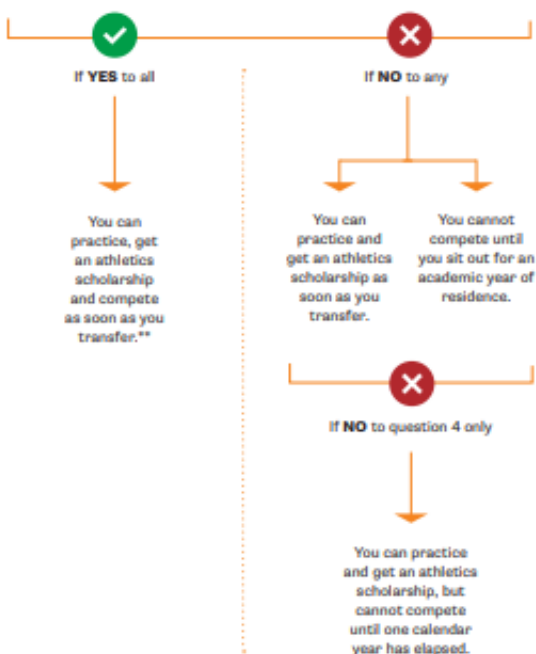 If YES to all
If NO to any
You can
practice, get
an athletics
scholarship
and compete
as soon as you
transfer.**
You can
practice and
get an athletics
scholarship as
soon as you
transfer.
You cannot
compete until
you sit out for an
academic year of
residence.
If NO to question 4 only
You can practice
and get an athletics
scholarship, but
cannot compete
until one calendar
year has elapsed.